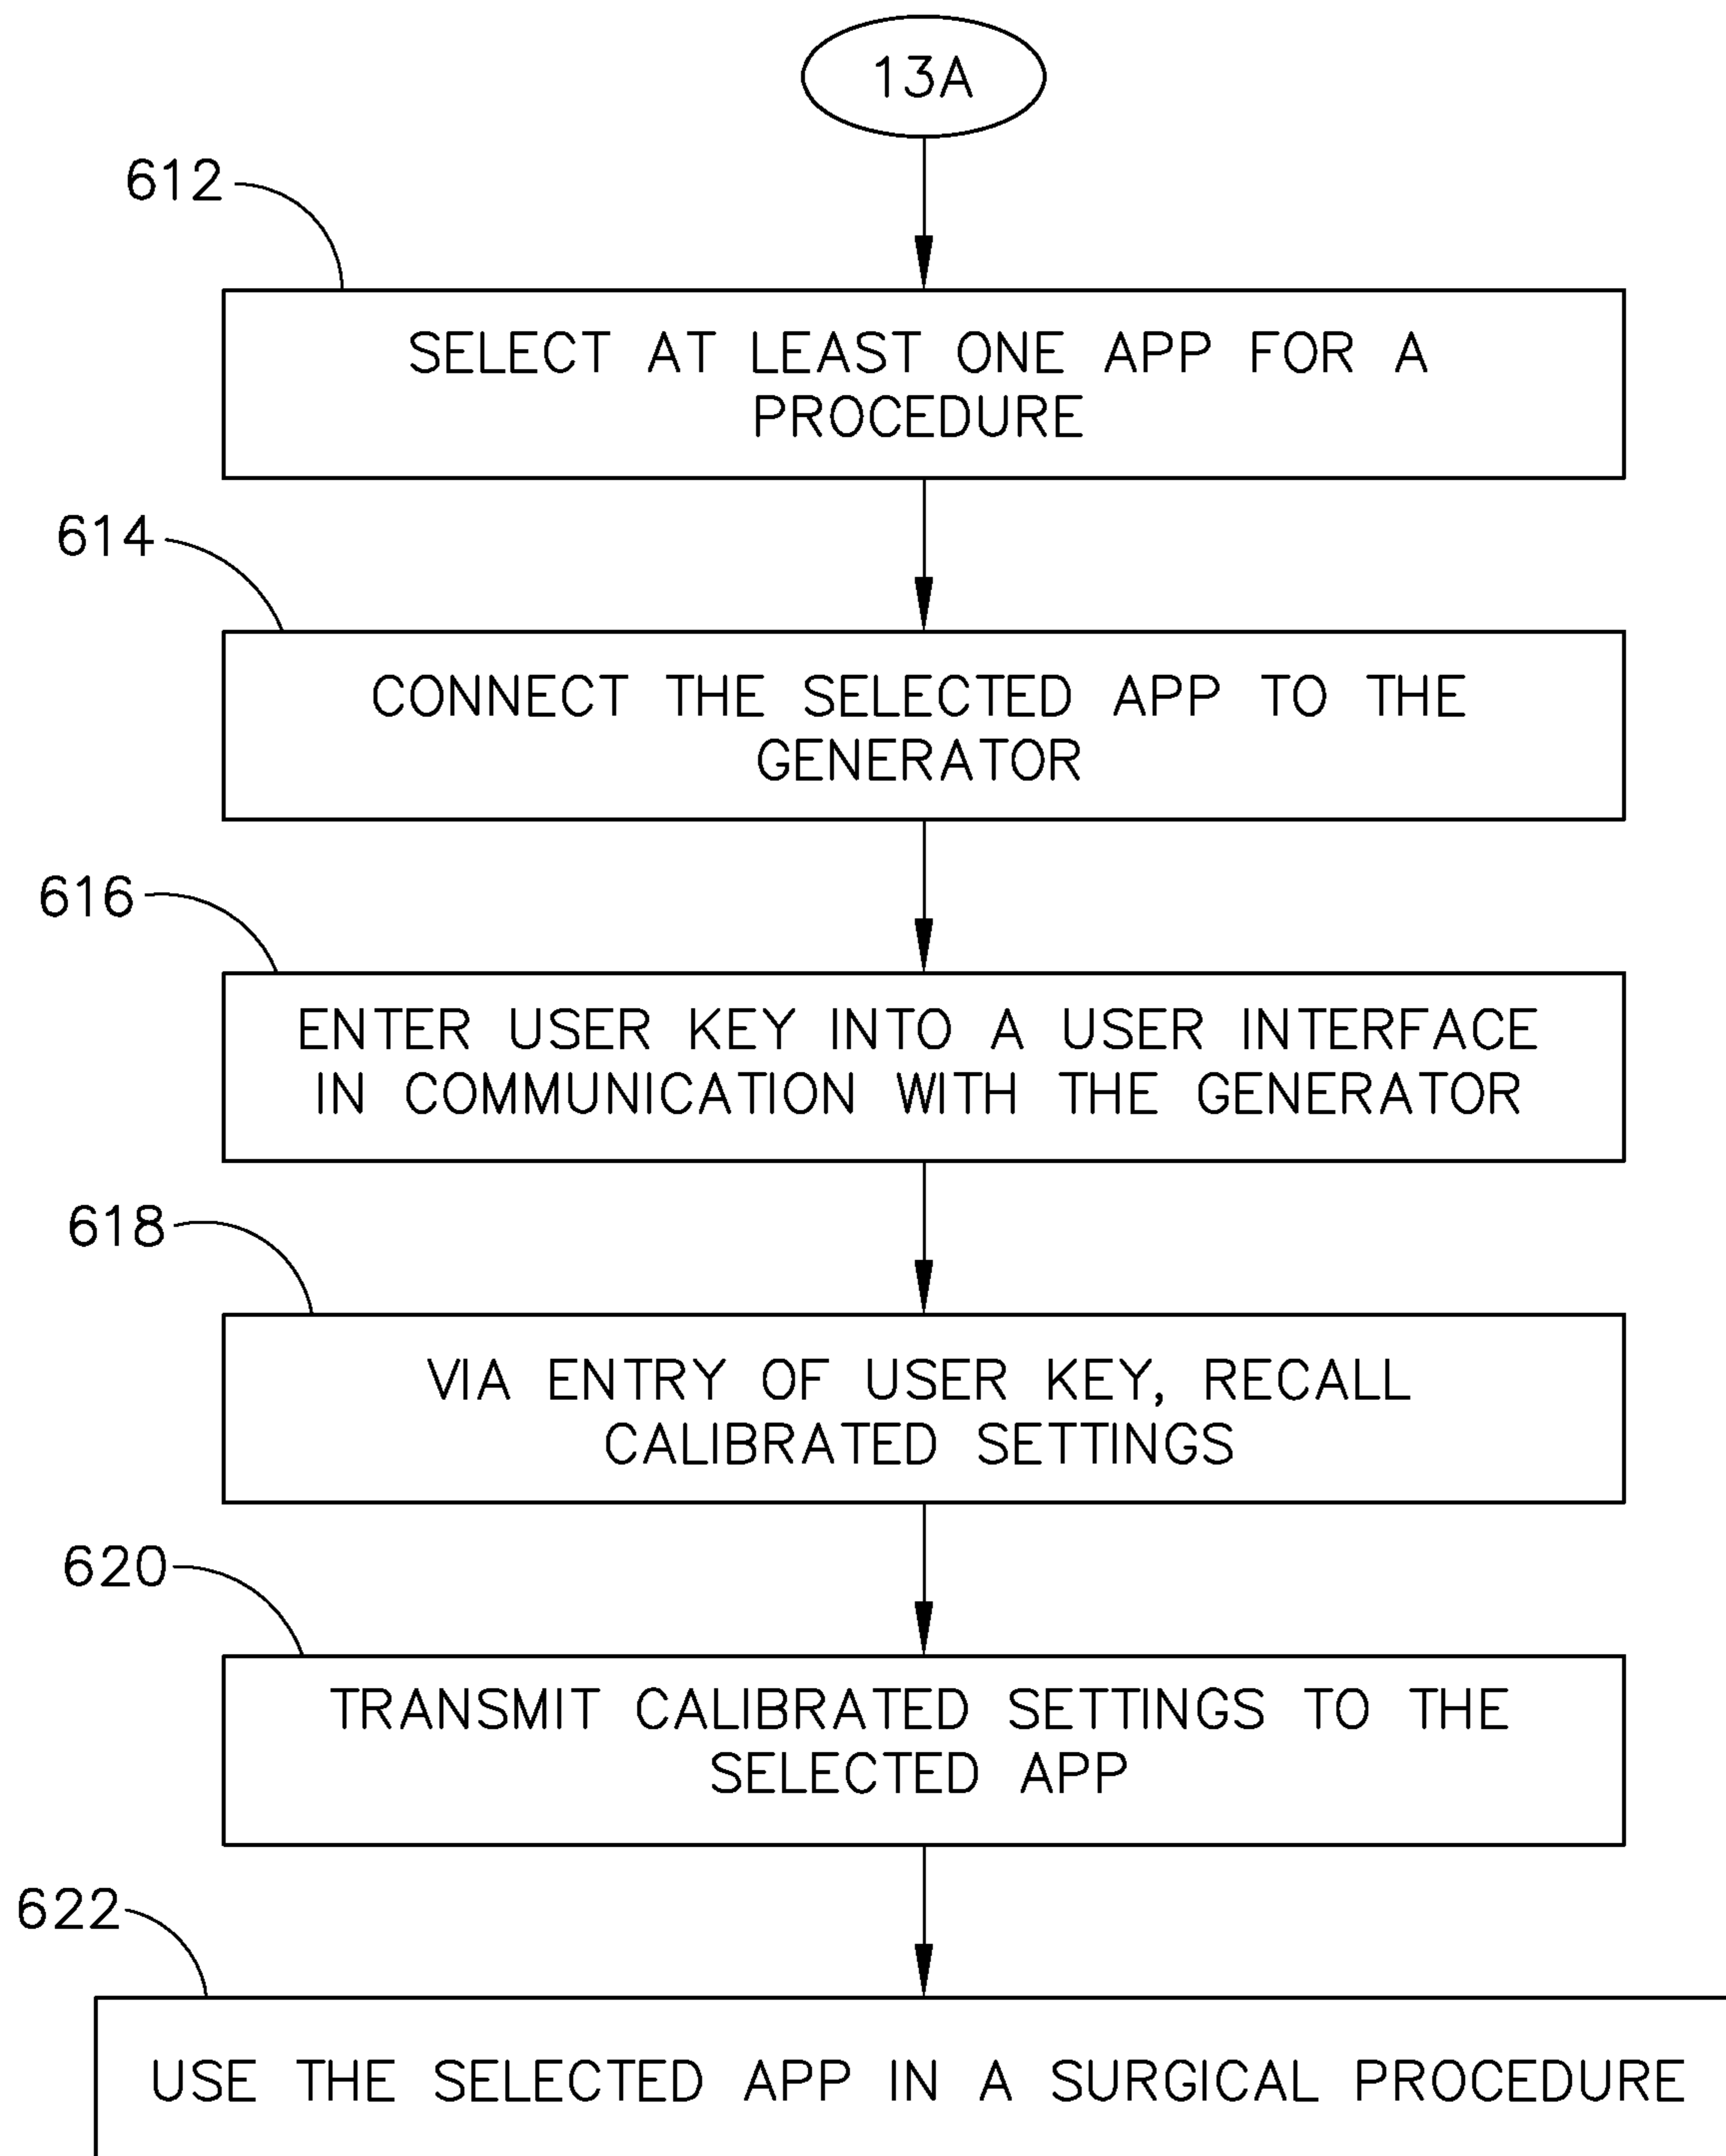 13A
612
SELECT AT LEAST ONE APP FOR A
PROCEDURE
614
CONNECT THE SELECTED APP TO THE
GENERATOR
616
ENTER USER KEY INTO A USER INTERFACE
IN COMMUNICATION WITH THE GENERATOR
618
VIA ENTRY OF USER KEY, RECALL
CALIBRATED SETTINGS
620
TRANSMIT CALIBRATED SETTINGS TO THE
SELECTED APP
622
USE THE SELECTED APP IN A SURGICAL PROCEDURE